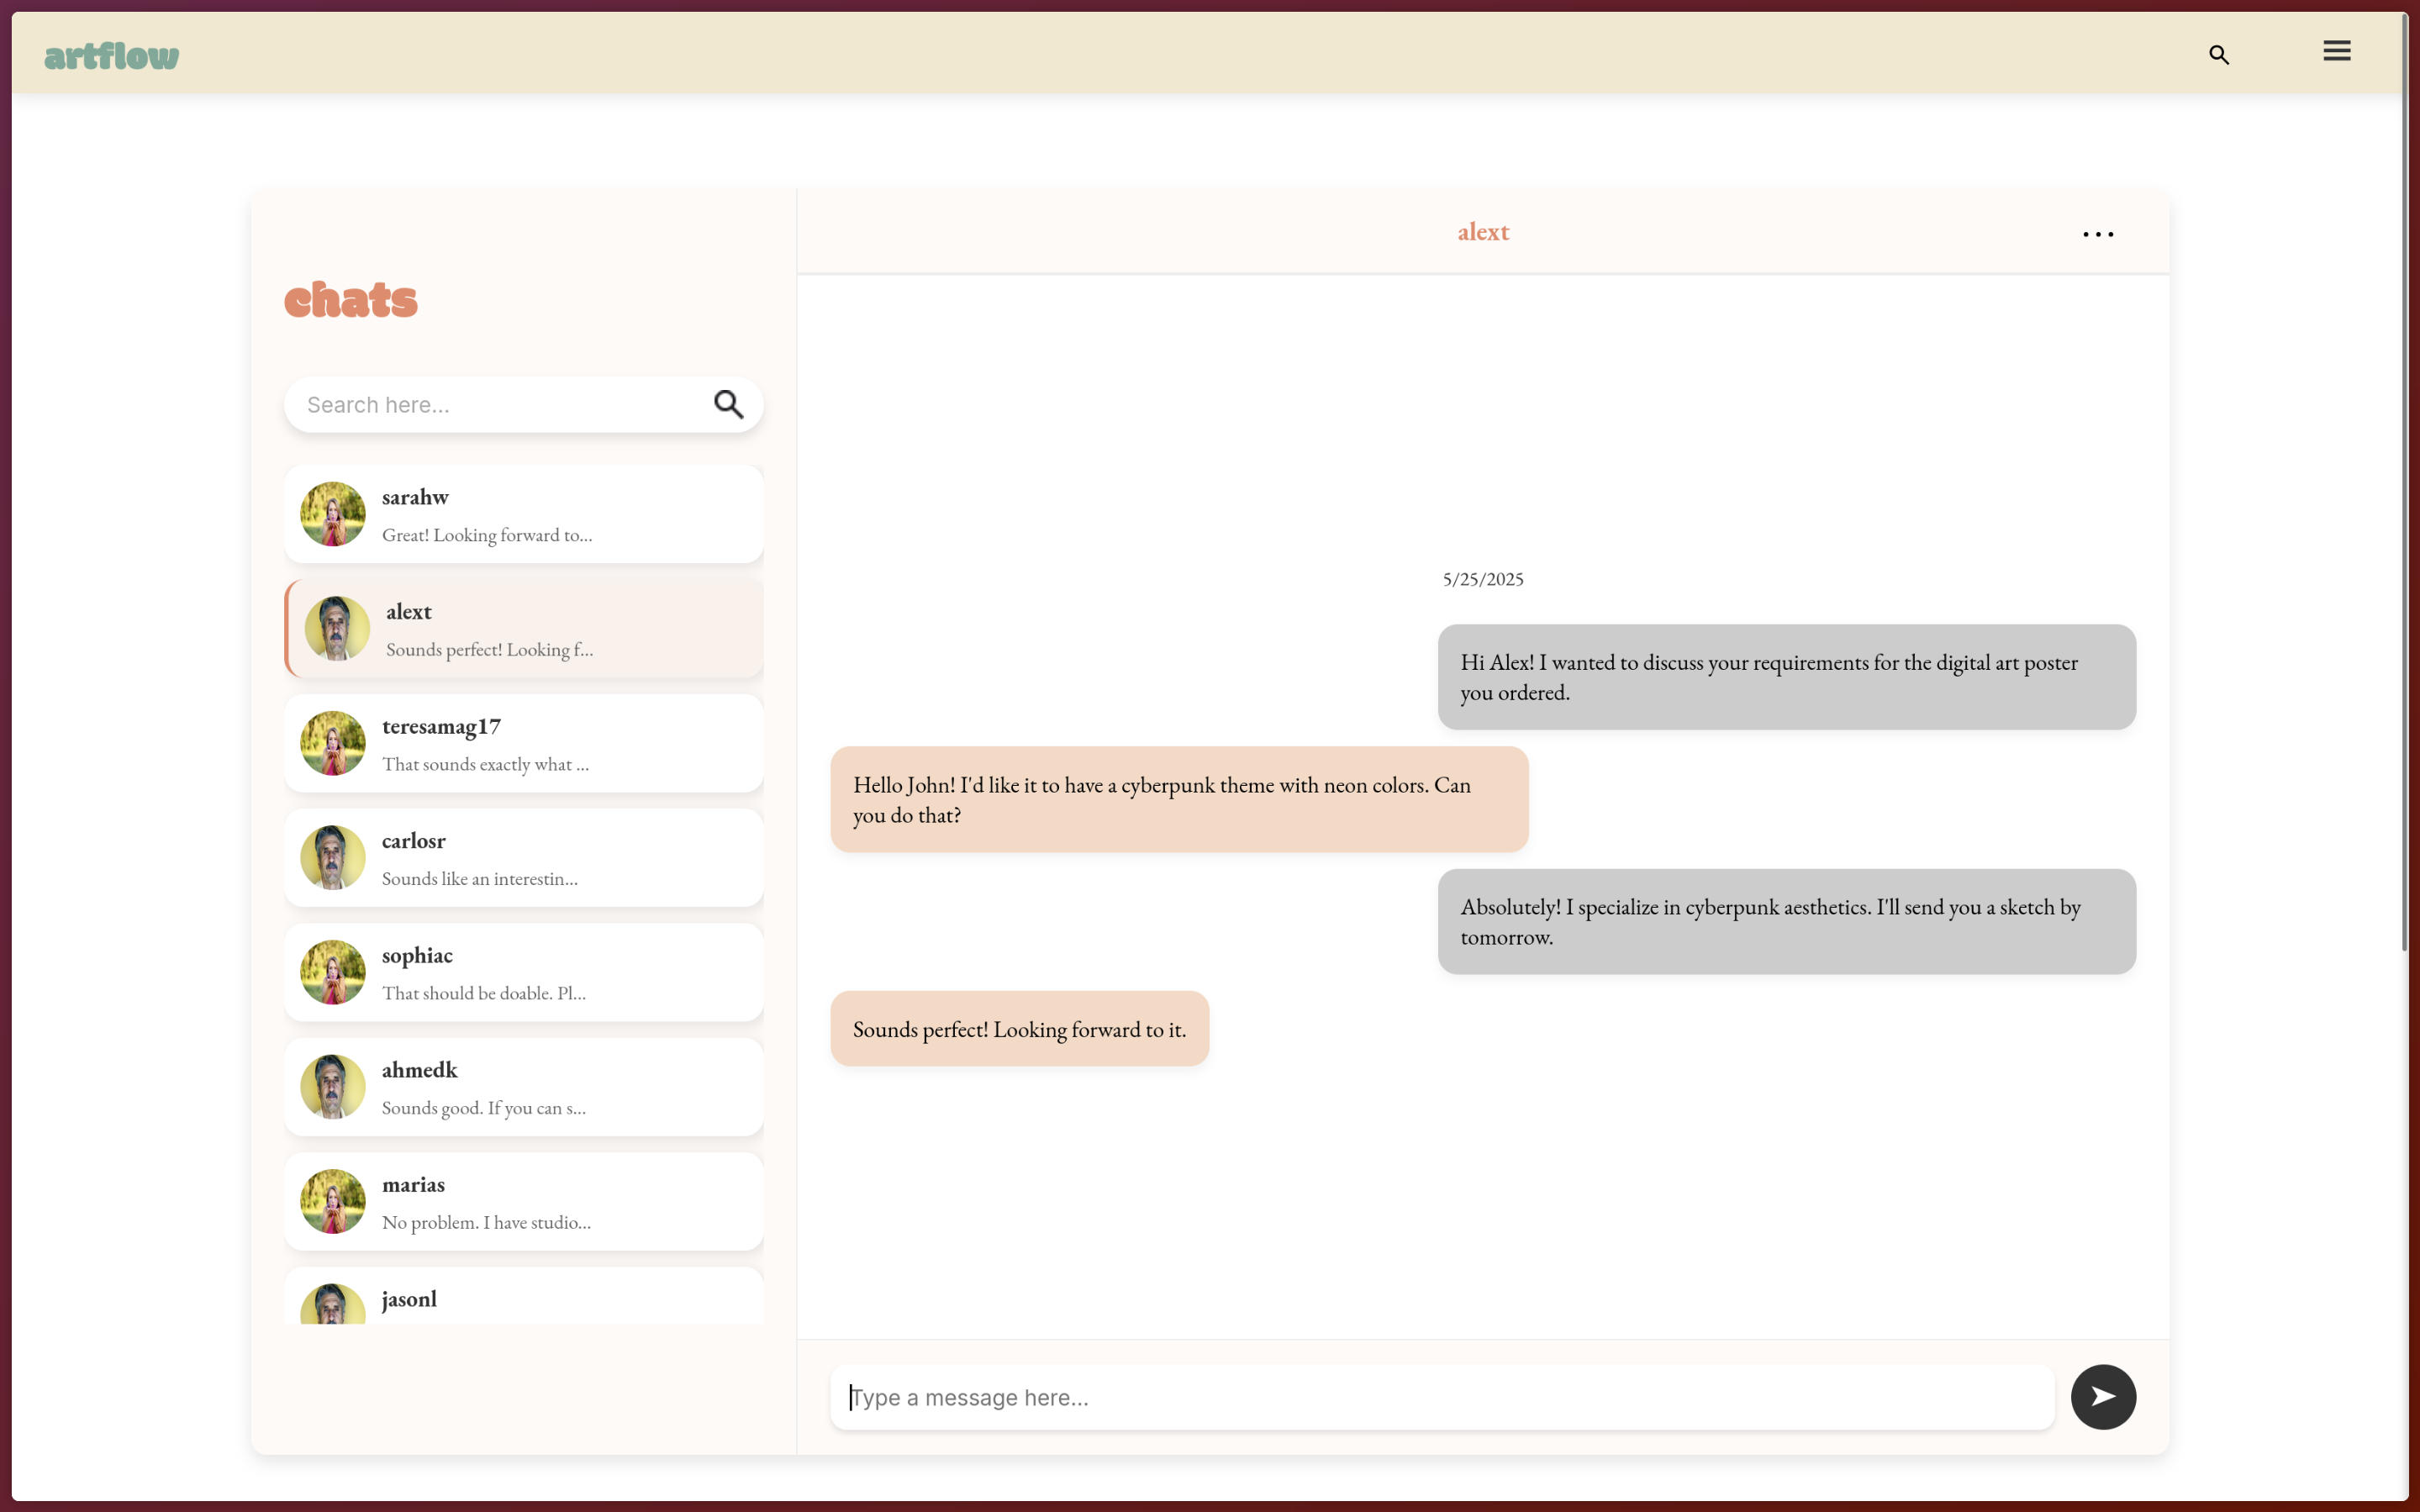 artflow
chats
Search here...
sarahw
Great! Looking forward to...
alext
Sounds perfect! Looking f...
teresamag17
That sounds exactly what ...
carlosr
Sounds like an interestin...
sophiac
That should be doable. Pl...
ahmedk
Sounds good. If you can s...
marias
No problem. I have studio...
jasonl
alext
5/25/2025
Hi Alex! I wanted to discuss your requirements for the digital art poster
you ordered.
Hello John! I'd like it to have a cyberpunk theme with neon colors. Can
you do that?
Absolutely! I specialize in cyberpunk aesthetics. I'll send you a sketch by
tomorrow.
Sounds perfect! Looking forward to it.
Type a message here...